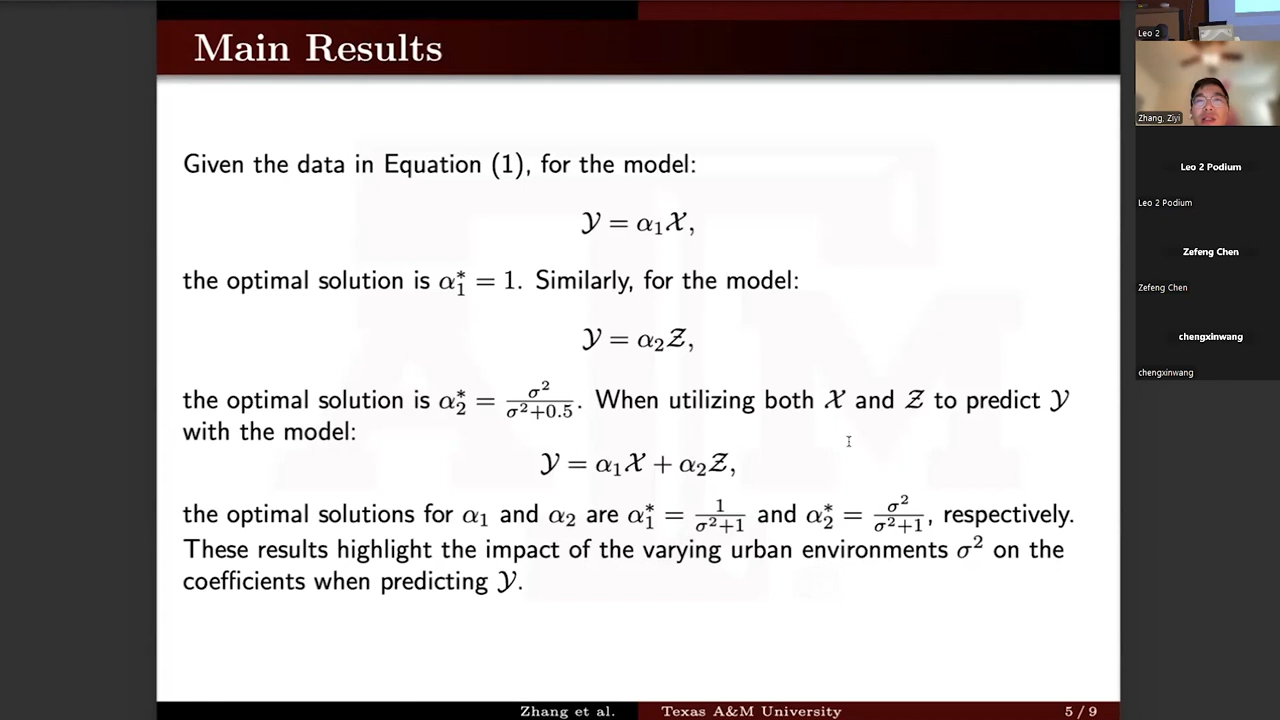 Main Results
Given the data in Equation (1), for the model:
𝒴 = α₁𝒳,
the optimal solution is α₁* = 1. Similarly, for the model:
𝒴 = α₂𝒵,
the optimal solution is α₂* = σ²/(σ²+0.5). When utilizing both 𝒳 and 𝒵 to predict 𝒴
with the model:
𝒴 = α₁𝒳 + α₂𝒵,
the optimal solutions for α₁ and α₂ are α₁* = 1/(σ²+1) and α₂* = σ²/(σ²+1), respectively.
These results highlight the impact of the varying urban environments σ² on the
coefficients when predicting 𝒴.
Zhang et al. Texas A&M University 5 / 9
Leo 2
Zhang, Ziyi
Leo 2 Podium
Leo 2 Podium
Zefeng Chen
Zefeng Chen
chengxinwang
chengxinwang